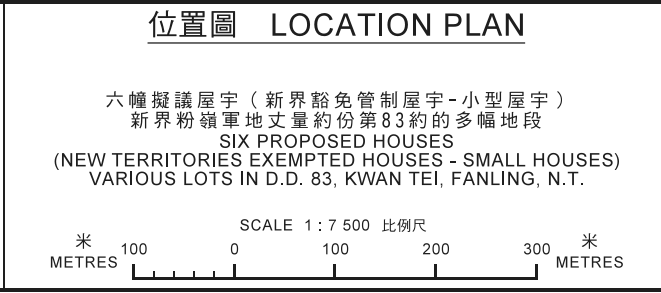 位置圖 LOCATION PLAN
六幢擬議屋宇（新界豁免管制屋宇-小型屋宇）
新界粉嶺軍地丈量約份第83約的多幅地段
SIX PROPOSED HOUSES
(NEW TERRITORIES EXEMPTED HOUSES - SMALL HOUSES)
VARIOUS LOTS IN D.D. 83, KWAN TEI, FANLING, N.T.
SCALE 1 : 7 500 比例尺
米 100 0 100 200 300 米
METRES METRES